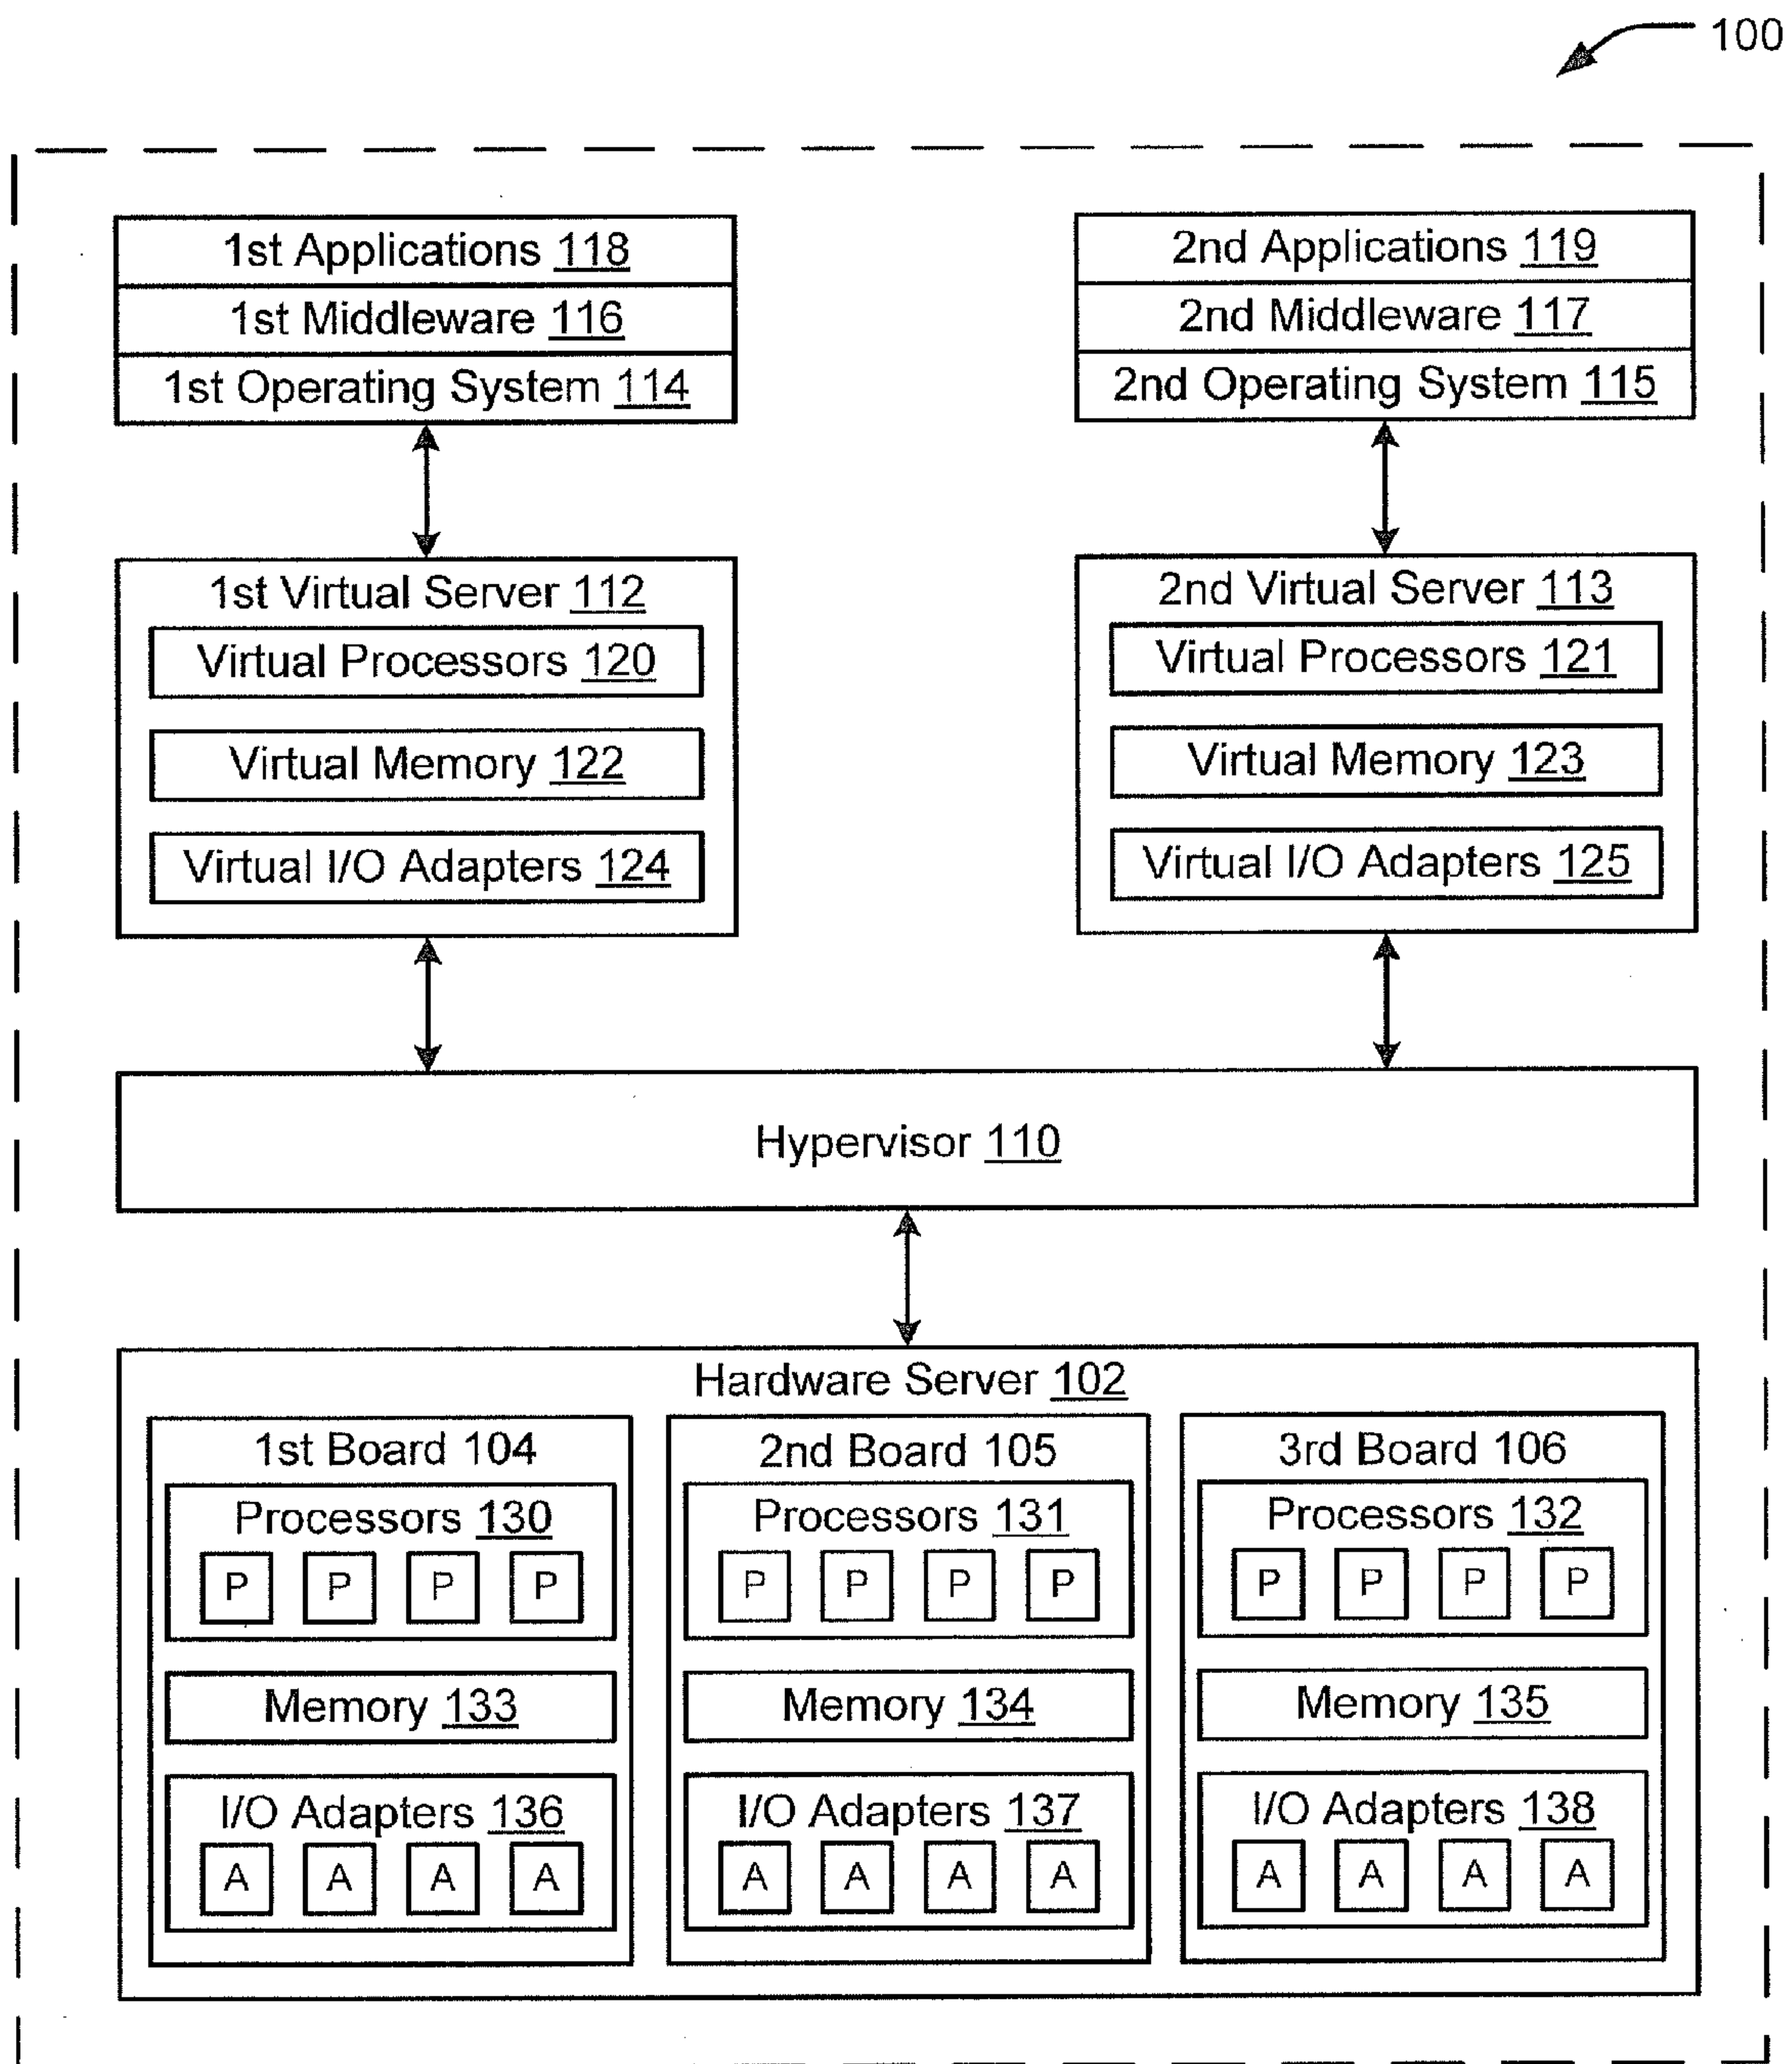 100
1st Applications 118
1st Middleware 116
1st Operating System 114
2nd Applications 119
2nd Middleware 117
2nd Operating System 115
1st Virtual Server 112
Virtual Processors 120
Virtual Memory 122
Virtual I/O Adapters 124
2nd Virtual Server 113
Virtual Processors 121
Virtual Memory 123
Virtual I/O Adapters 125
Hypervisor 110
Hardware Server 102
1st Board 104
Processors 130
P P P P
Memory 133
I/O Adapters 136
A A A A
2nd Board 105
Processors 131
P P P P
Memory 134
I/O Adapters 137
A A A A
3rd Board 106
Processors 132
P P P P
Memory 135
I/O Adapters 138
A A A A